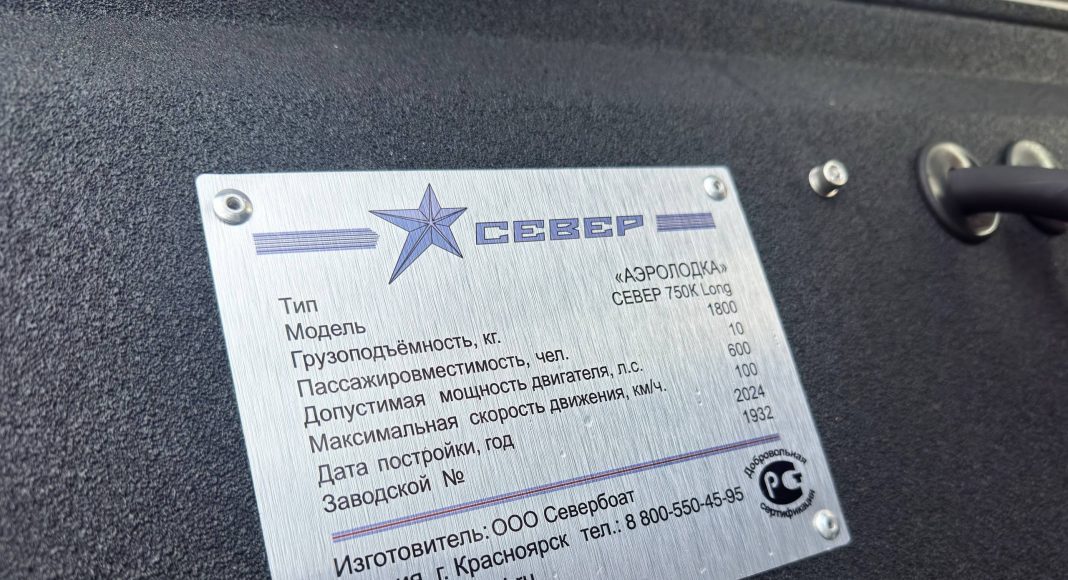 СЕВЕР
Тип «АЭРОЛОДКА»
Модель СЕВЕР 750K Long
Грузоподъёмность, кг. 1800
Пассажировместимость, чел. 10
Допустимая мощность двигателя, л.с. 600
Максимальная скорость движения, км/ч. 100
Дата постройки, год 2024
Заводской № 1932
Добровольная
сертификации
Изготовитель: ООО Севербоат
г. Красноярск тел.: 8 800-550-45-95